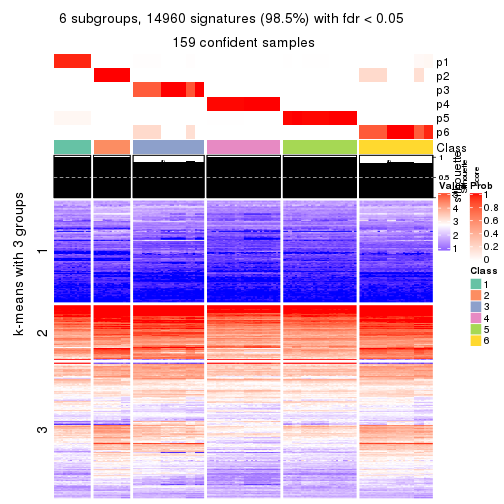 6 subgroups, 14960 signatures (98.5%) with fdr < 0.05
159 confident samples
p1
p2
p3
p4
p5
p6
Class
1
0.5
Silhouette
score
k-means with 3 groups
1
2
3
Value
4
3
2
1
Prob
1
0.8
0.6
0.4
0.2
0
Class
1
2
3
4
5
6